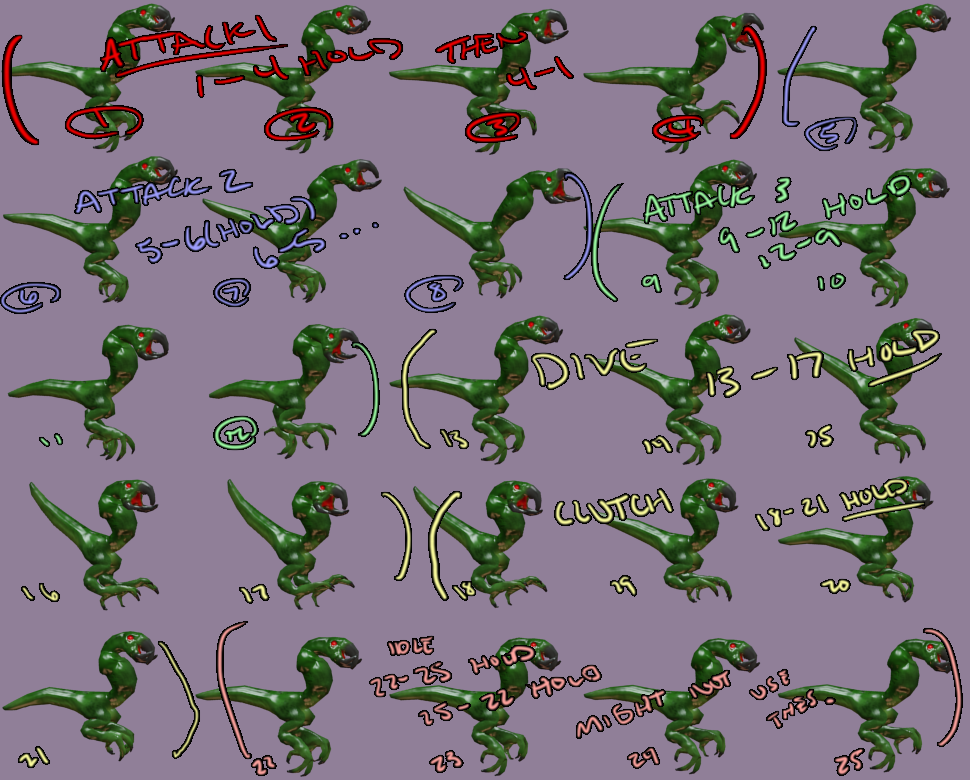 ATTACK 1
1-4 HOLD
THEN
4-1
1 2 3 4 5
ATTACK 2
5-6(HOLD)
6-5...
ATTACK 3
9-12 HOLD
12-9
6 7 8 9 10
DIVE
13-17 HOLD
11 12 13 14 15
CLUTCH
18-21 HOLD
16 17 18 19 20
IDLE
22-25 HOLD
25-22 HOLD
MIGHT NOT USE
21 22 23 24 25